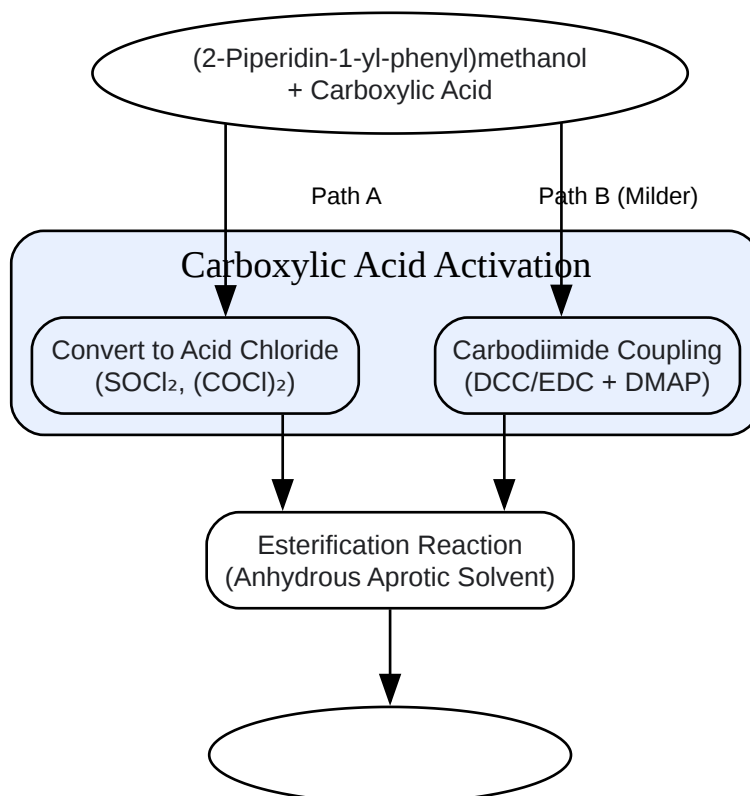 (2-Piperidin-1-yl-phenyl)methanol
+ Carboxylic Acid
Path A
Path B (Milder)
Carboxylic Acid Activation
Convert to Acid Chloride
(SOCl₂, (COCl)₂)
Carbodiimide Coupling
(DCC/EDC + DMAP)
Esterification Reaction
(Anhydrous Aprotic Solvent)